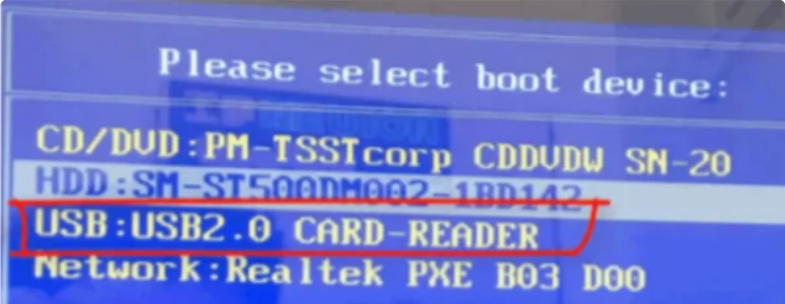 Please select boot device:
CD/DVD:PM-TSSTcorp CDDVDW SN-20
HDD:SM-ST500DM002-1BD142
USB:USB2.0 CARD-READER
Network:Realtek PXE B03 D00